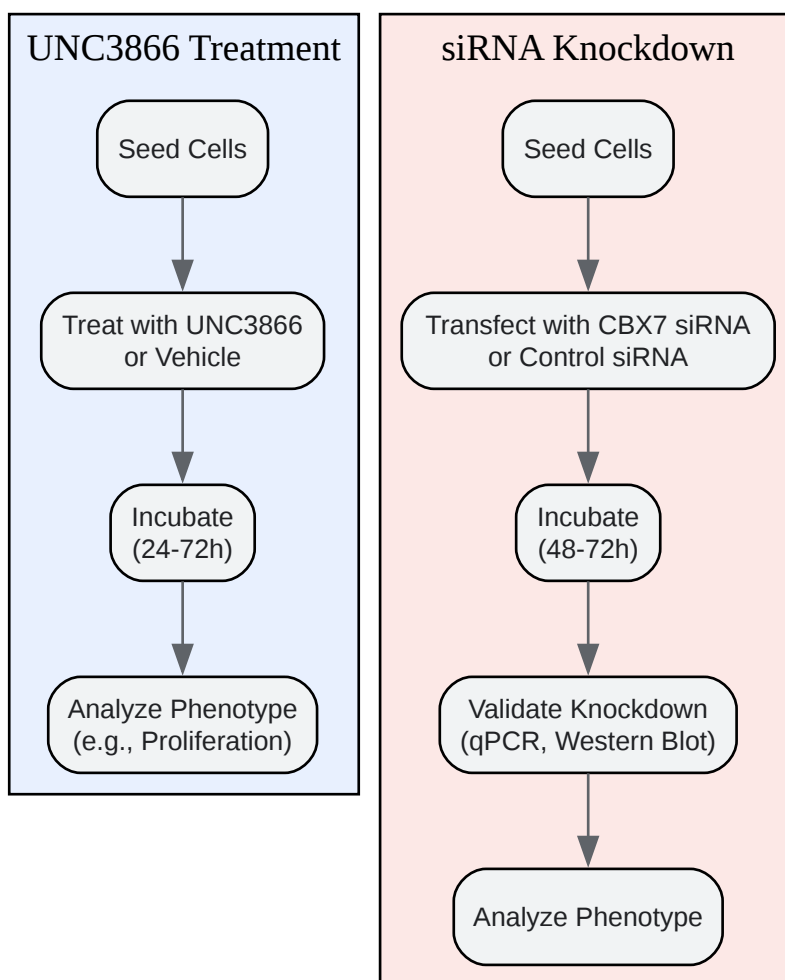 UNC3866 Treatment
Seed Cells
Treat with UNC3866
or Vehicle
Incubate
(24-72h)
Analyze Phenotype
(e.g., Proliferation)
siRNA Knockdown
Seed Cells
Transfect with CBX7 siRNA
or Control siRNA
Incubate
(48-72h)
Validate Knockdown
(qPCR, Western Blot)
Analyze Phenotype